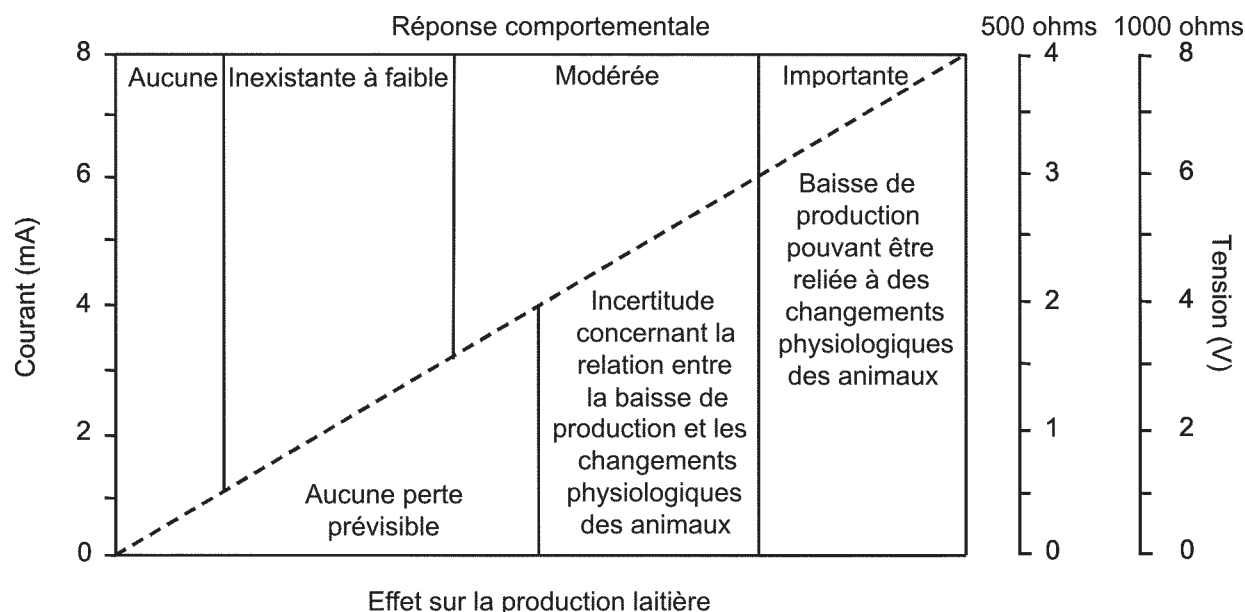 Réponse comportementale
500 ohms
1000 ohms
Aucune
Inexistante à faible
Modérée
Importante
Courant (mA)
8
6
4
2
0
Baisse de
production
pouvant être
reliée à des
changements
physiologiques
des animaux
Incertitude
concernant la
relation entre
la baisse de
production et les
changements
physiologiques
des animaux
Aucune perte
prévisible
4
3
2
1
0
8
6
4
2
0
Tension (V)
Effet sur la production laitière